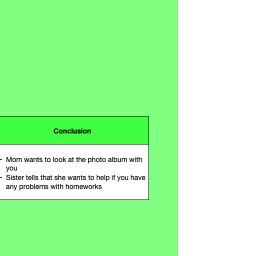 Conclusion
- Mom wants to look at the photo album with
you
- Sister tells that she wants to help if you have
any problems with homeworks